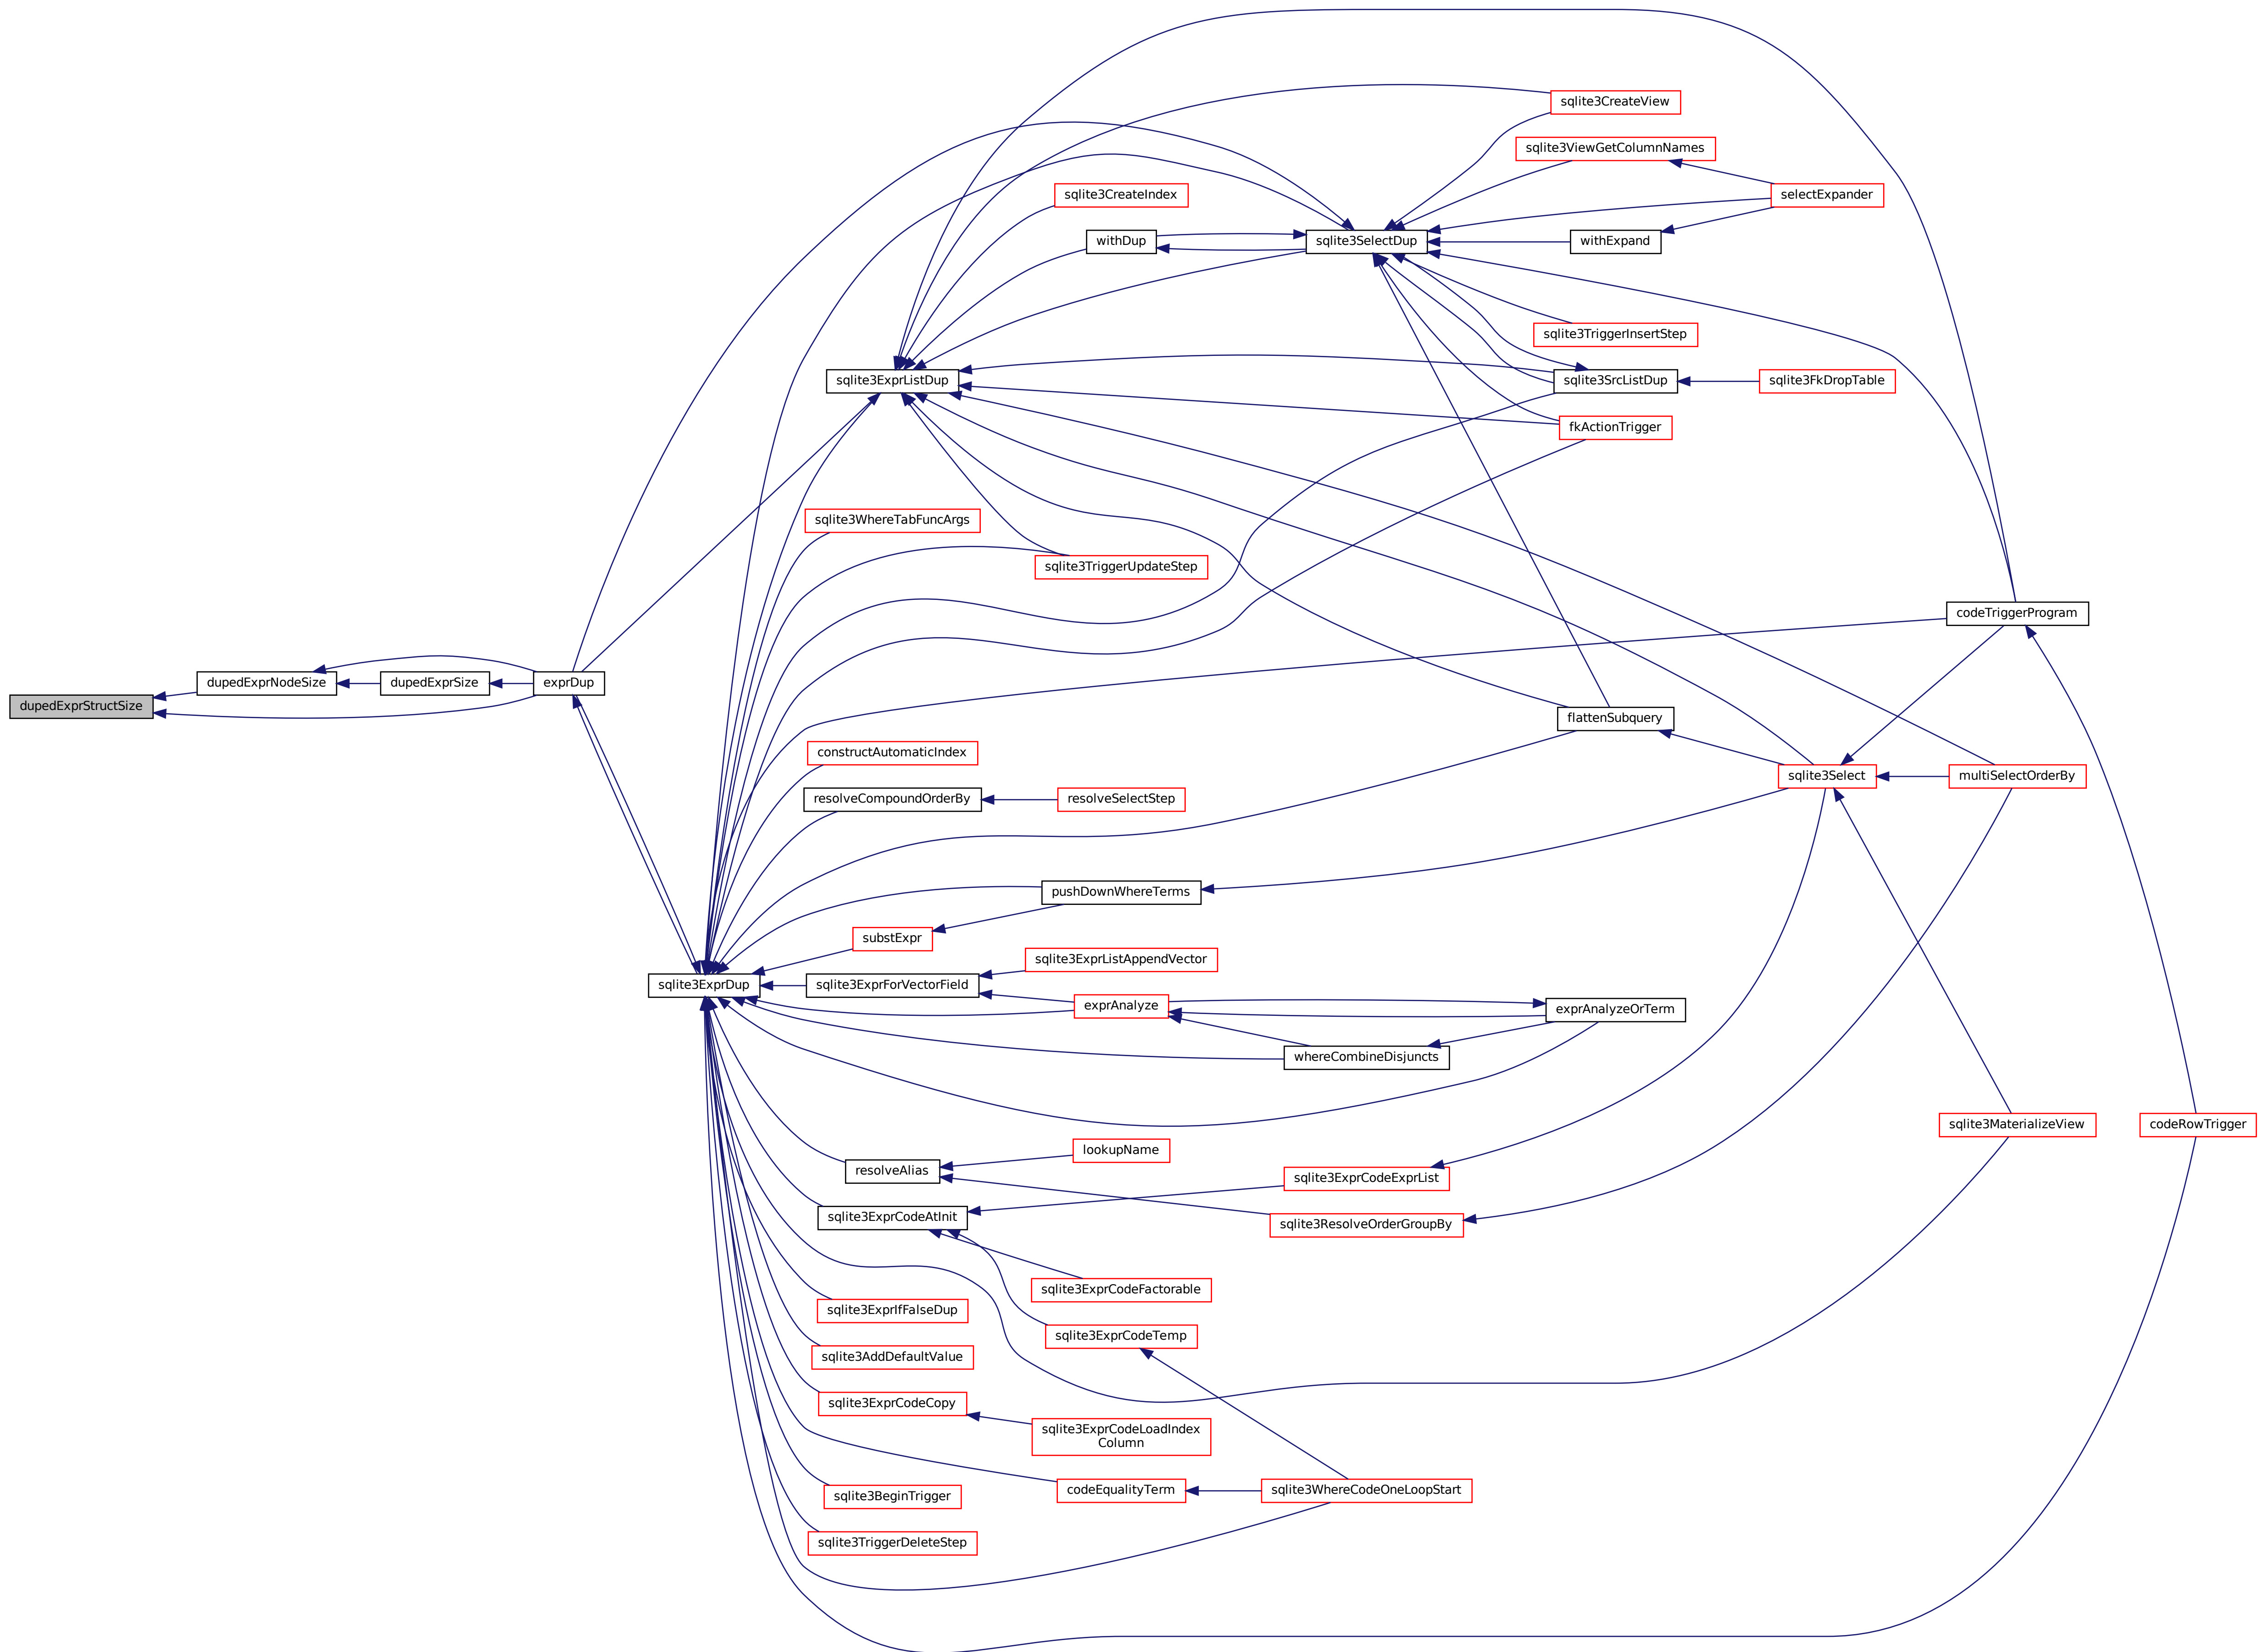 sqlite3CreateView
sqlite3ViewGetColumnNames
sqlite3CreateIndex
selectExpander
withDup
sqlite3SelectDup
withExpand
sqlite3TriggerInsertStep
sqlite3ExprListDup
sqlite3SrcListDup
sqlite3FkDropTable
fkActionTrigger
sqlite3WhereTabFuncArgs
sqlite3TriggerUpdateStep
codeTriggerProgram
dupedExprStructSize
dupedExprNodeSize
dupedExprSize
exprDup
flattenSubquery
constructAutomaticIndex
sqlite3Select
multiSelectOrderBy
resolveCompoundOrderBy
resolveSelectStep
pushDownWhereTerms
substExpr
sqlite3ExprListAppendVector
sqlite3ExprDup
sqlite3ExprForVectorField
exprAnalyze
exprAnalyzeOrTerm
whereCombineDisjuncts
sqlite3MaterializeView
codeRowTrigger
lookupName
resolveAlias
sqlite3ExprCodeExprList
sqlite3ExprCodeAtInit
sqlite3ResolveOrderGroupBy
sqlite3ExprCodeFactorable
sqlite3ExprIfFalseDup
sqlite3ExprCodeTemp
sqlite3AddDefaultValue
sqlite3ExprCodeCopy
sqlite3ExprCodeLoadIndex
Column
sqlite3BeginTrigger
codeEqualityTerm
sqlite3WhereCodeOneLoopStart
sqlite3TriggerDeleteStep